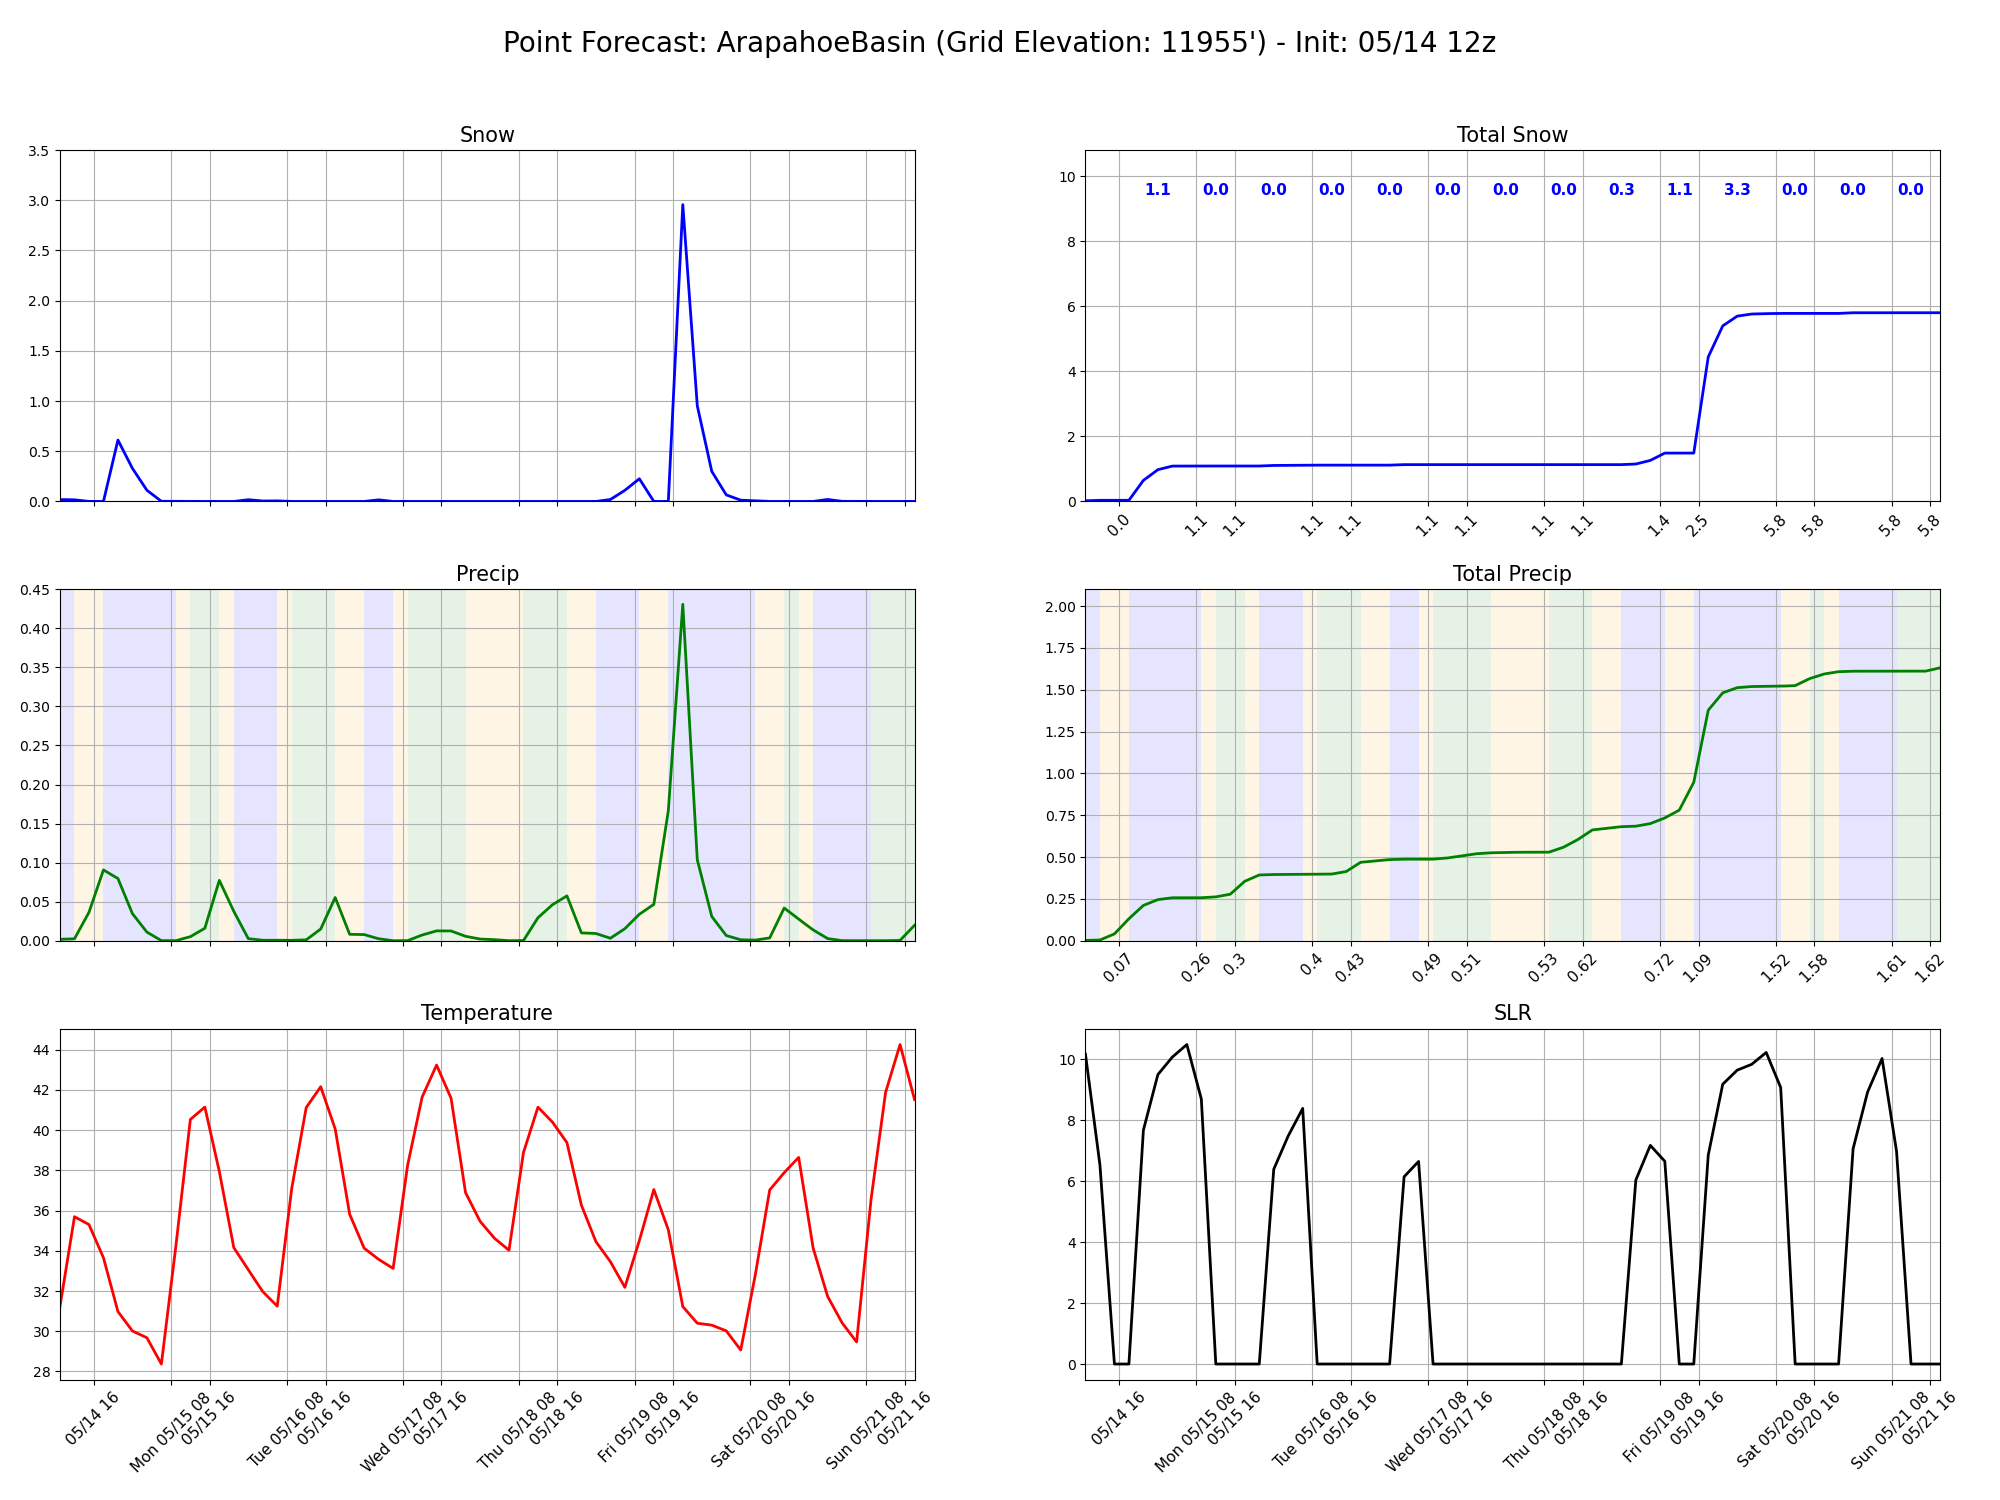 Point Forecast: ArapahoeBasin (Grid Elevation: 11955') - Init: 05/14 12z
Snow
3.5
3.0
2.5
2.0
1.5
1.0
0.5
0.0
Total Snow
10
8
6
4
2
0
1.1 0.0 0.0 0.0 0.0 0.0 0.0 0.0 0.3 1.1 3.3 0.0 0.0 0.0
0.0 1.1 1.1 1.1 1.1 1.1 1.1 1.1 1.1 1.4 2.5 5.8 5.8 5.8 5.8
Precip
0.45
0.40
0.35
0.30
0.25
0.20
0.15
0.10
0.05
0.00
Total Precip
2.00
1.75
1.50
1.25
1.00
0.75
0.50
0.25
0.00
0.07 0.26 0.3 0.4 0.43 0.49 0.51 0.53 0.62 0.72 1.09 1.52 1.58 1.61 1.62
Temperature
44
42
40
38
36
34
32
30
28
05/14 16
Mon 05/15 08
05/15 16
Tue 05/16 08
05/16 16
Wed 05/17 08
05/17 16
Thu 05/18 08
05/18 16
Fri 05/19 08
05/19 16
Sat 05/20 08
05/20 16
Sun 05/21 08
05/21 16
SLR
10
8
6
4
2
0
05/14 16
Mon 05/15 08
05/15 16
Tue 05/16 08
05/16 16
Wed 05/17 08
05/17 16
Thu 05/18 08
05/18 16
Fri 05/19 08
05/19 16
Sat 05/20 08
05/20 16
Sun 05/21 08
05/21 16